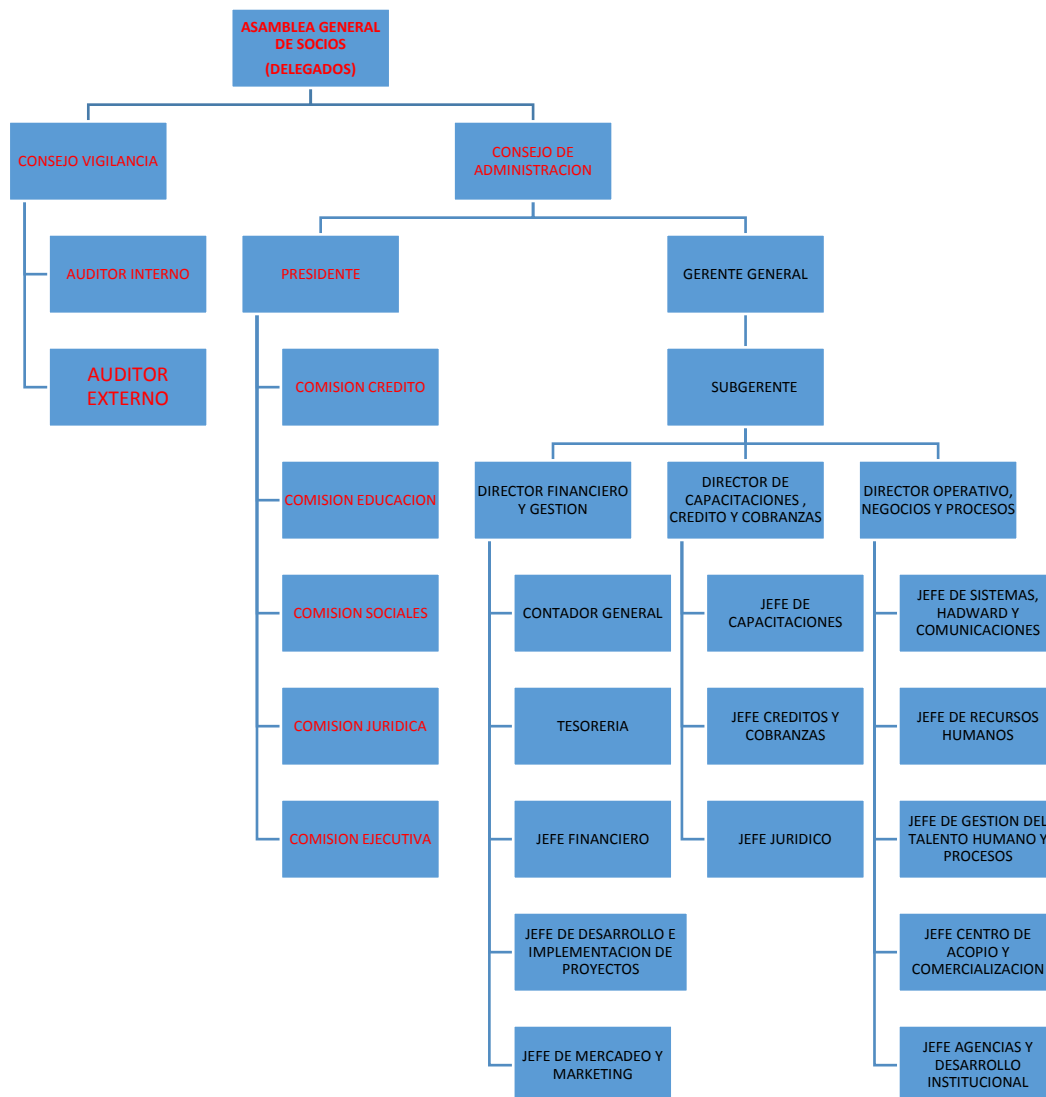 ASAMBLEA GENERAL
DE SOCIOS
(DELEGADOS)
CONSEJO VIGILANCIA
CONSEJO DE
ADMINISTRACION
AUDITOR INTERNO
PRESIDENTE
GERENTE GENERAL
AUDITOR
EXTERNO
COMISION CREDITO
SUBGERENTE
COMISION EDUCACION
DIRECTOR FINANCIERO
Y GESTION
DIRECTOR DE
CAPACITACIONES ,
CREDITO Y COBRANZAS
DIRECTOR OPERATIVO,
NEGOCIOS Y PROCESOS
COMISION SOCIALES
CONTADOR GENERAL
JEFE DE
CAPACITACIONES
JEFE DE SISTEMAS,
HADWARD Y
COMUNICACIONES
COMISION JURIDICA
TESORERIA
JEFE CREDITOS Y
COBRANZAS
JEFE DE RECURSOS
HUMANOS
COMISION EJECUTIVA
JEFE FINANCIERO
JEFE JURIDICO
JEFE DE GESTION DEL
TALENTO HUMANO Y
PROCESOS
JEFE DE DESARROLLO E
IMPLEMENTACION DE
PROYECTOS
JEFE CENTRO DE
ACOPIO Y
COMERCIALIZACION
JEFE DE MERCADEO Y
MARKETING
JEFE AGENCIAS Y
DESARROLLO
INSTITUCIONAL